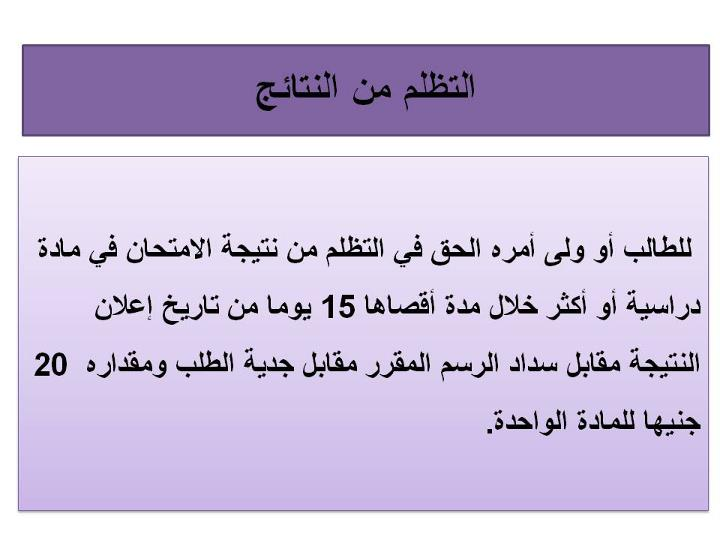 التظلم من النتائج
للطالب أو ولى أمره الحق في التظلم من نتيجة الامتحان في مادة
دراسية أو أكثر خلال مدة أقصاها 15 يوما من تاريخ إعلان
النتيجة مقابل سداد الرسم المقرر مقابل جدية الطلب ومقداره 20
جنيها للمادة الواحدة.